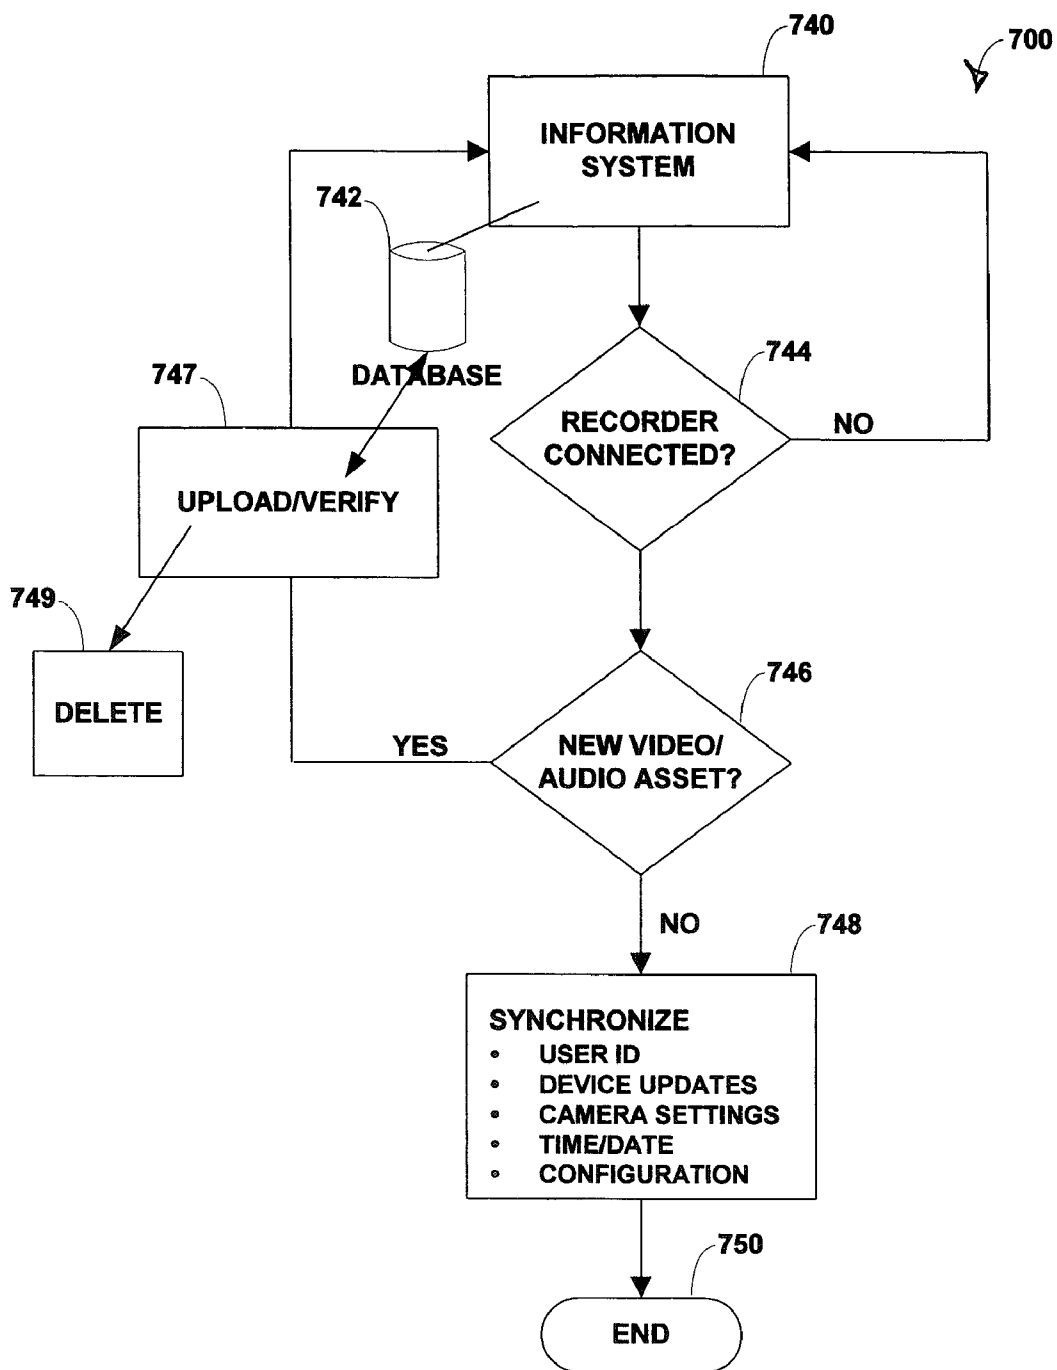 740
700
INFORMATION
SYSTEM
742
744
DATABASE
747
RECORDER
CONNECTED?
NO
UPLOAD/VERIFY
749
746
DELETE
YES
NEW VIDEO/
AUDIO ASSET?
NO
748
SYNCHRONIZE
• USER ID
• DEVICE UPDATES
• CAMERA SETTINGS
• TIME/DATE
• CONFIGURATION
750
END